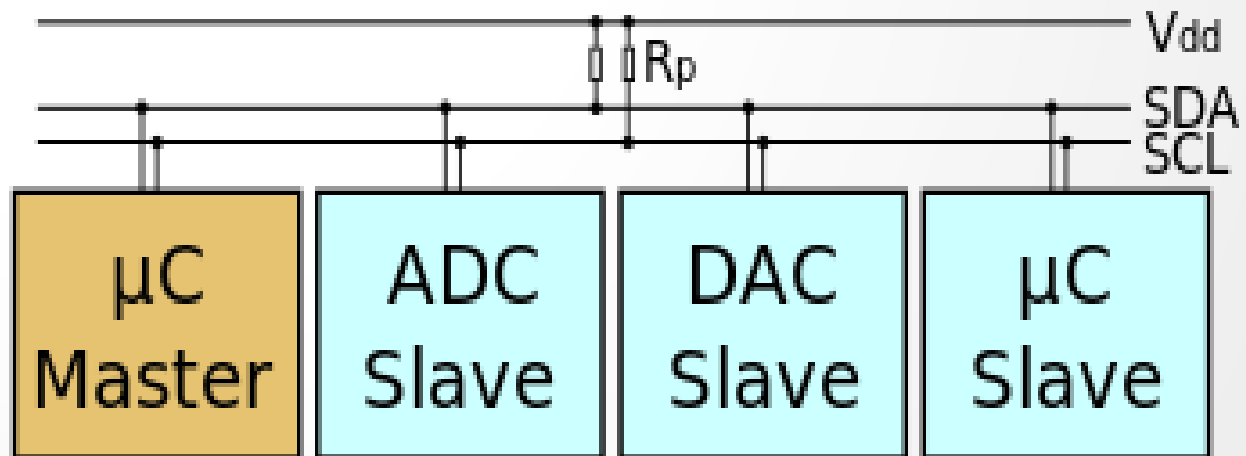 Vdd
Rp
SDA
SCL
µC
Master
ADC
Slave
DAC
Slave
µC
Slave